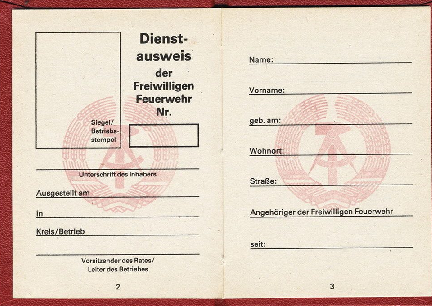 Dienst-
ausweis
der
Freiwilligen
Feuerwehr
Nr.
Siegel/
Betriebs-
stempel
Unterschrift des Inhabers
Ausgestellt am
in
Kreis/Betrieb
Vorsitzender des Rates/
Leiter des Betriebes
2
Name:
Vorname:
geb. am:
Wohnort
Straße:
Angehöriger der Freiwilligen Feuerwehr
seit:
3